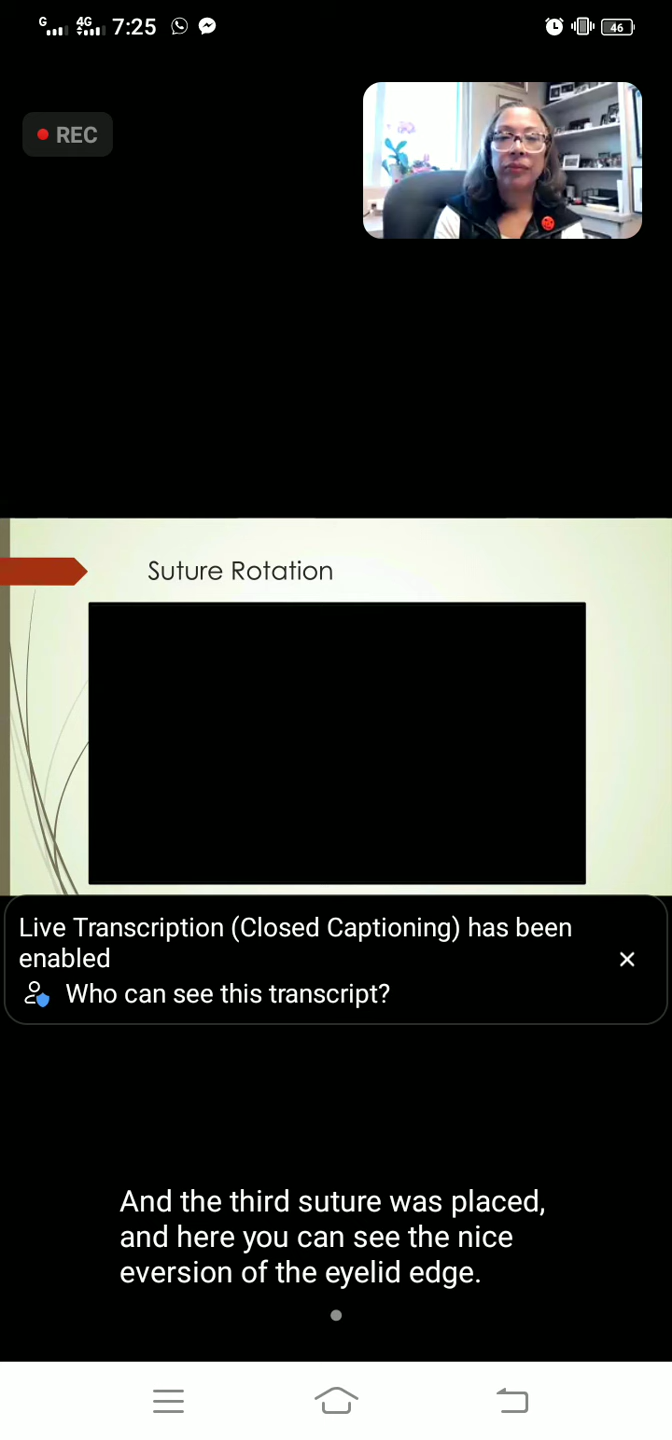 G 4G 7:25 46
REC
Suture Rotation
Live Transcription (Closed Captioning) has been
enabled
Who can see this transcript?
And the third suture was placed,
and here you can see the nice
eversion of the eyelid edge.